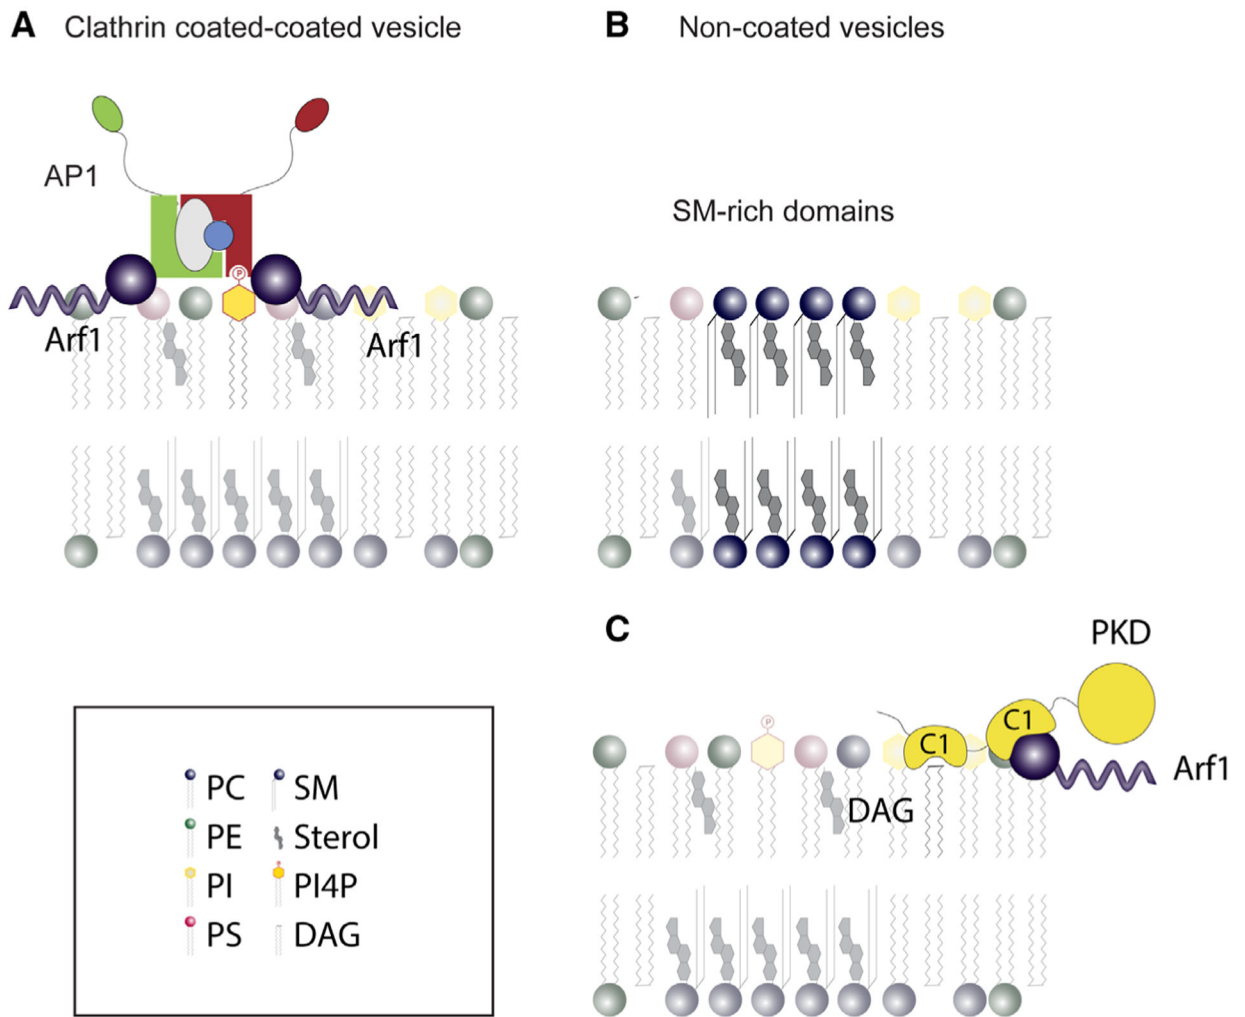 A Clathrin coated-coated vesicle
B Non-coated vesicles
AP1
SM-rich domains
P
Arf1
Arf1
C
PKD
P
C1
C1
Arf1
DAG
PC SM
PE Sterol
PI PI4P
PS DAG